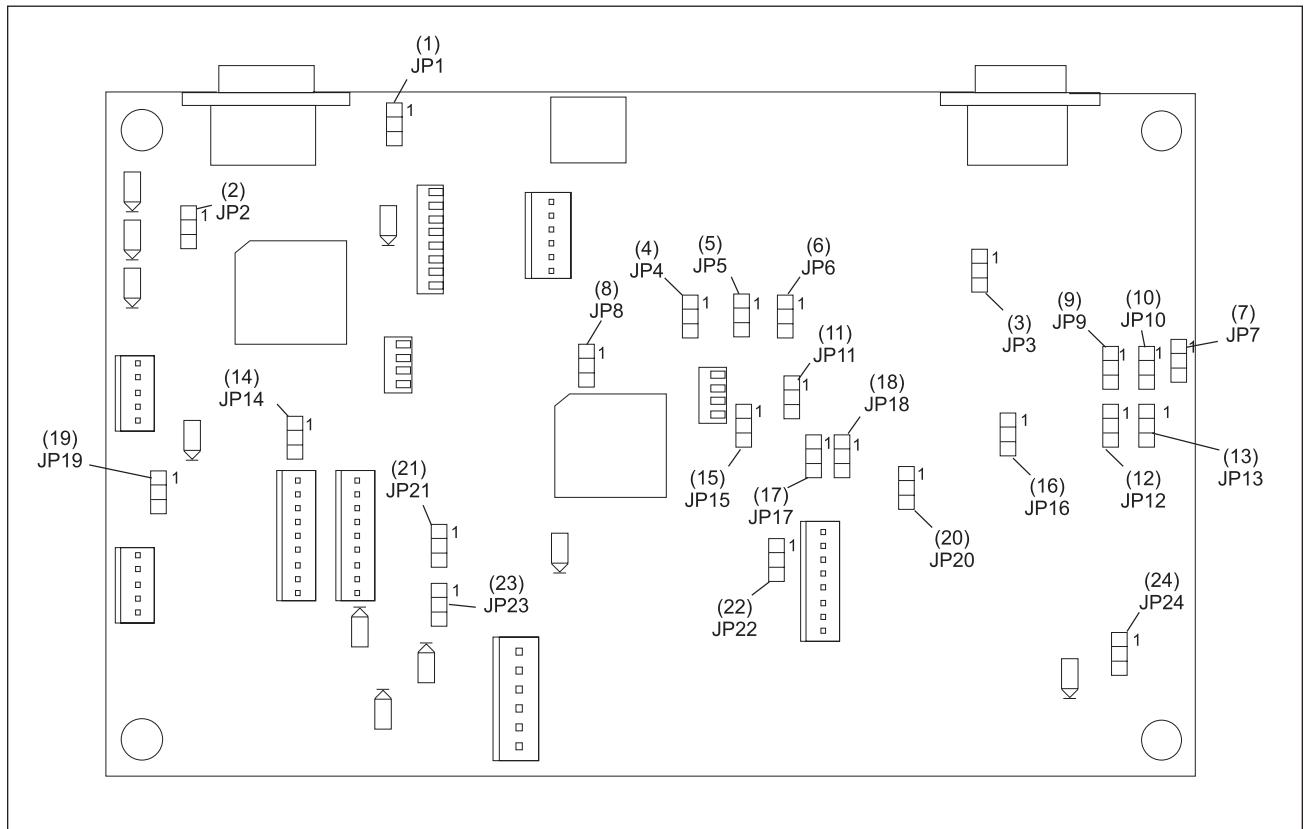 (1)
JP1
1
(2)
JP2
1
(4)
JP4
1
(5)
JP5
1
(6)
JP6
1
1
(3)
JP3
(8)
JP8
1
(9)
JP9
1
(10)
JP10
1
(7)
JP7
1
(11)
JP11
1
(14)
JP14
1
(18)
JP18
1
1
(15)
JP15
1
(17)
JP17
1
(16)
JP16
1
(12)
JP12
1
(13)
JP13
(19)
JP19
1
(21)
JP21
1
1
(20)
JP20
1
(23)
JP23
1
(22)
JP22
(24)
JP24
1